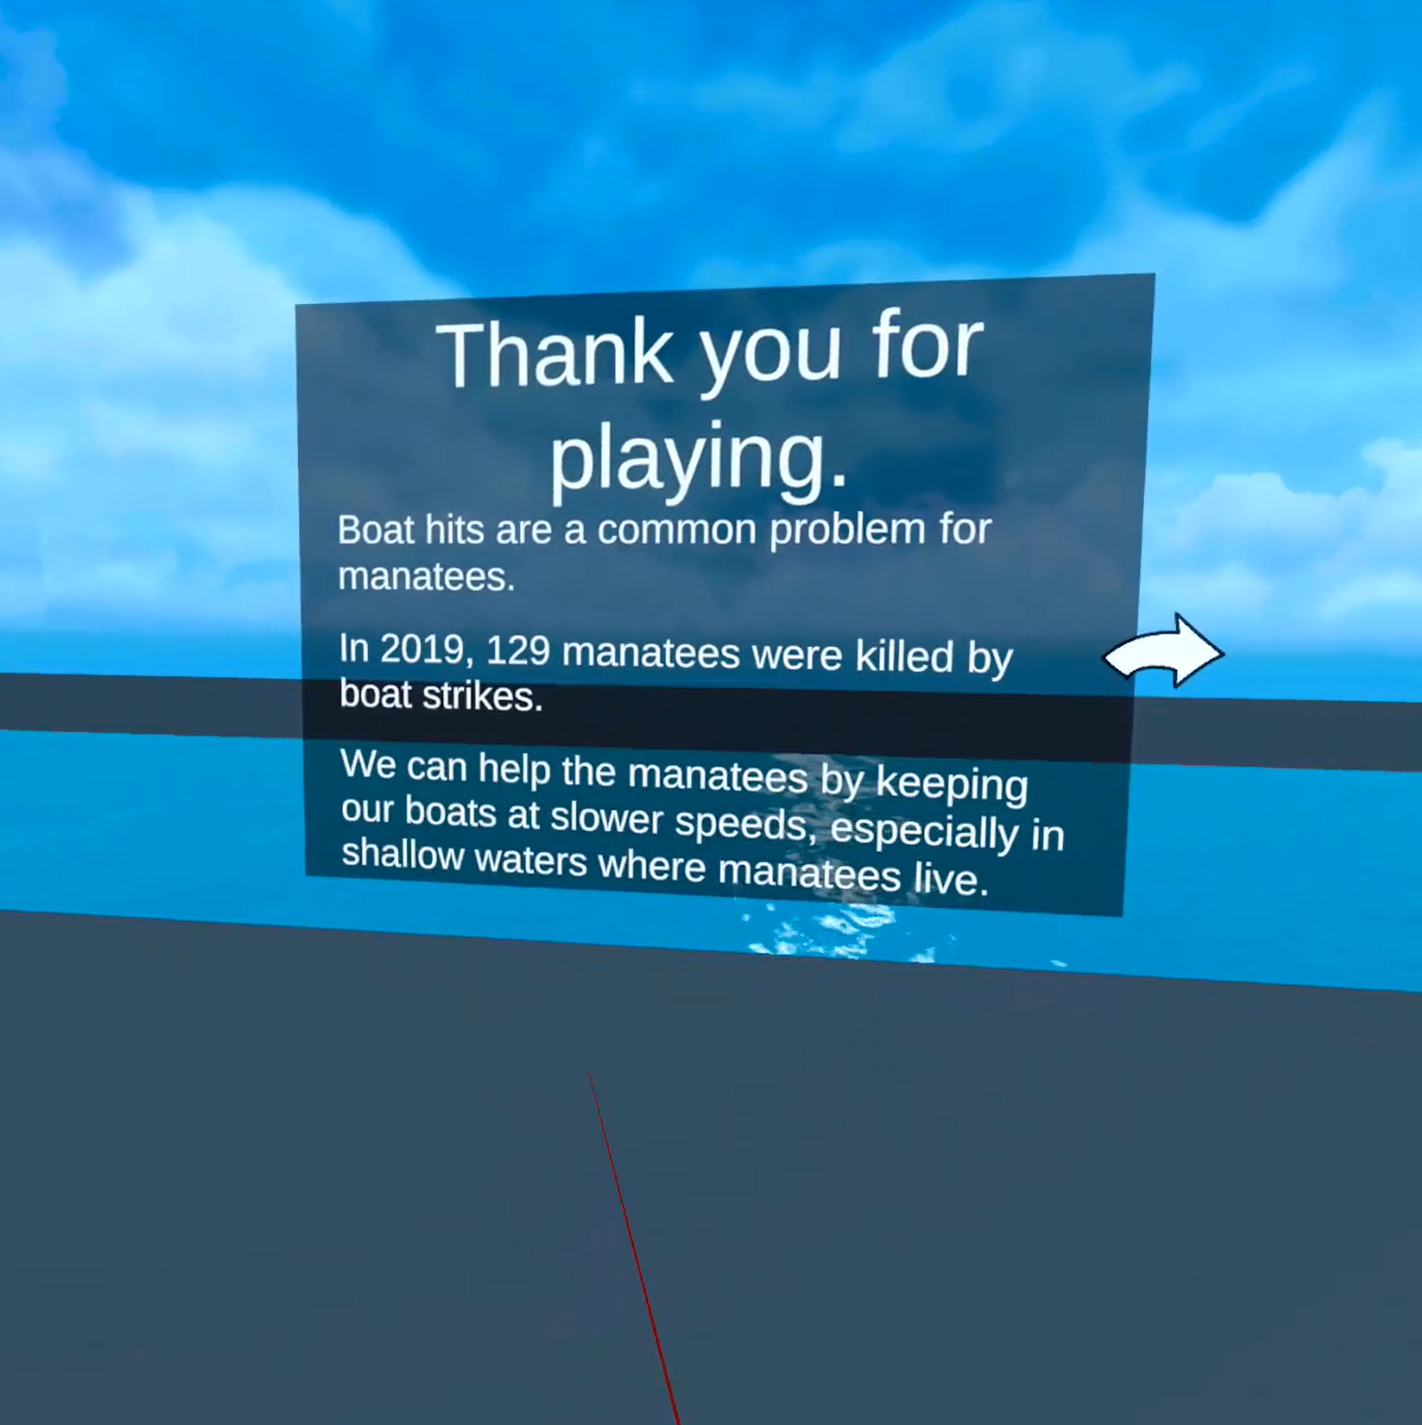 Thank you for
playing.
Boat hits are a common problem for
manatees.
In 2019, 129 manatees were killed by
boat strikes.
We can help the manatees by keeping
our boats at slower speeds, especially in
shallow waters where manatees live.